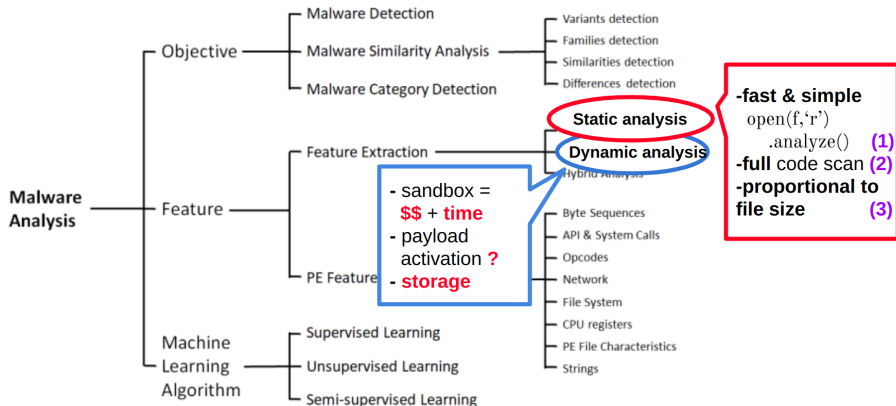 Malware Analysis
Objective
Malware Detection
Malware Similarity Analysis
Variants detection
Families detection
Similarities detection
Differences detection
Malware Category Detection
Feature
Feature Extraction
Static analysis
Dynamic analysis
Hybrid Analysis
-fast & simple
open(f,‘r’)
.analyze() (1)
-full code scan (2)
-proportional to
file size (3)
- sandbox =
$$ + time
- payload
activation ?
- storage
PE Feature
Byte Sequences
API & System Calls
Opcodes
Network
File System
CPU registers
PE File Characteristics
Strings
Machine
Learning
Algorithm
Supervised Learning
Unsupervised Learning
Semi-supervised Learning